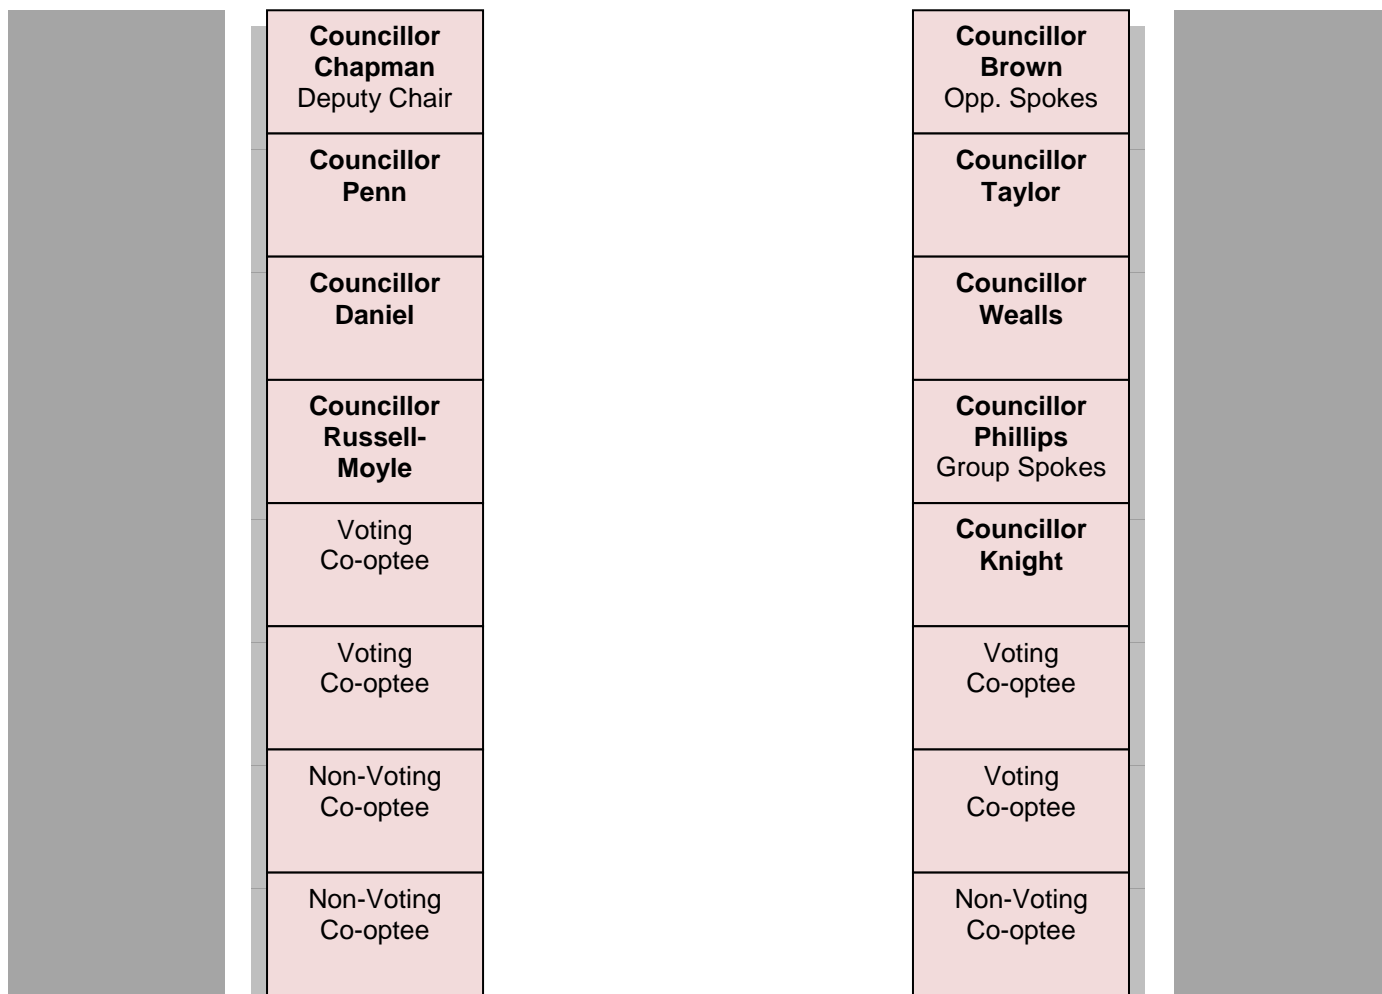 Councillor
Chapman
Deputy Chair
Councillor
Penn
Councillor
Daniel
Councillor
Russell-
Moyle
Voting
Co-optee
Voting
Co-optee
Non-Voting
Co-optee
Non-Voting
Co-optee
Councillor
Brown
Opp. Spokes
Councillor
Taylor
Councillor
Wealls
Councillor
Phillips
Group Spokes
Councillor
Knight
Voting
Co-optee
Voting
Co-optee
Non-Voting
Co-optee